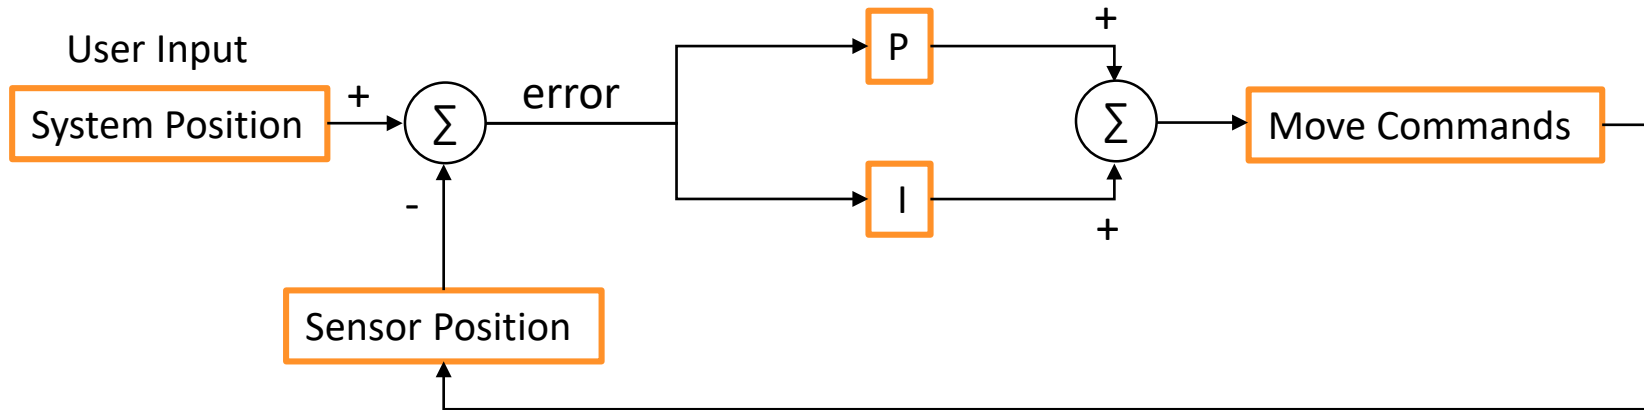 User Input
System Position
+
∑
error
-
P
I
+
∑
+
Move Commands
Sensor Position